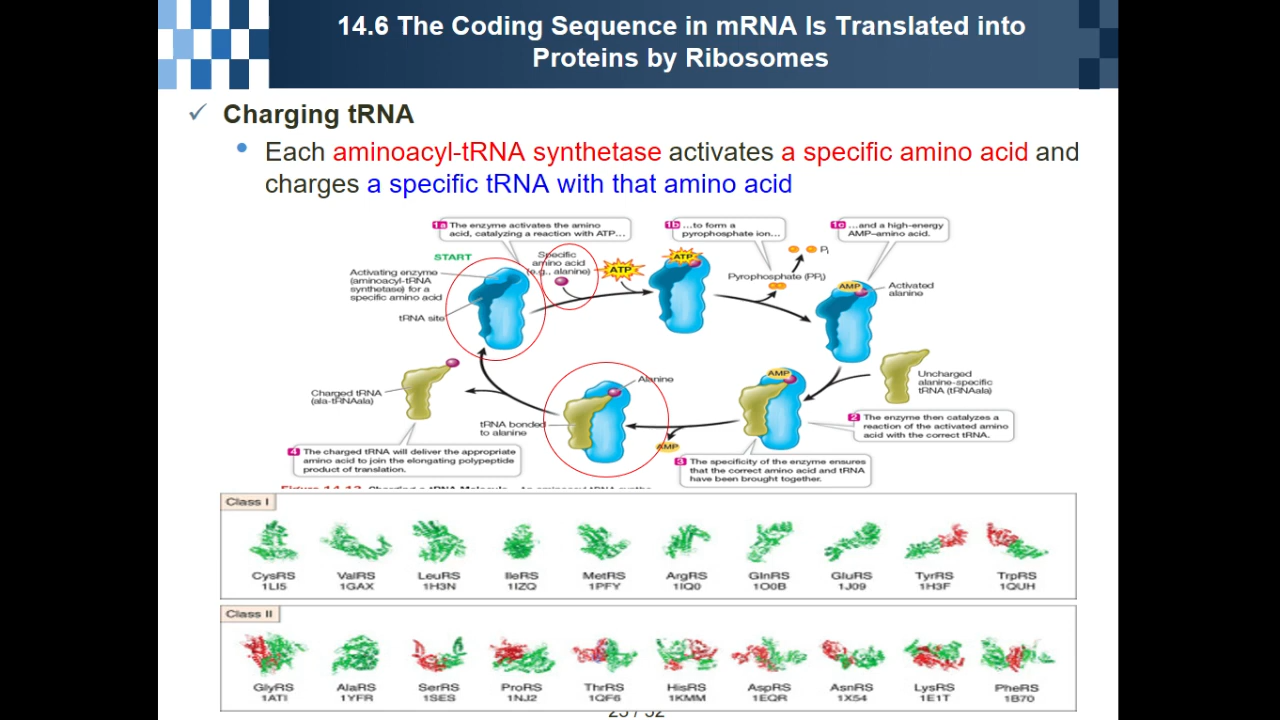 14.6 The Coding Sequence in mRNA Is Translated into
Proteins by Ribosomes
✓ Charging tRNA
• Each aminoacyl-tRNA synthetase activates a specific amino acid and
charges a specific tRNA with that amino acid
1a The enzyme activates the amino
acid, catalyzing a reaction with ATP…
1b …to form a
pyrophosphate ion…
1c …and a high-energy
AMP–amino acid.
START
Specific
amino acid
(e.g., alanine)
ATP
ATP
Pyrophosphate (PPi)
Pi
AMP
Activated
alanine
Activating enzyme
(aminoacyl-tRNA
synthetase) for a
specific amino acid
tRNA site
Charged tRNA
(ala-tRNAala)
Alanine
tRNA bonded
to alanine
AMP
AMP
Uncharged
alanine-specific
tRNA (tRNAala)
2 The enzyme then catalyzes a
reaction of the activated amino
acid with the correct tRNA.
4 The charged tRNA will deliver the appropriate
amino acid to join the elongating polypeptide
product of translation.
3 The specificity of the enzyme ensures
that the correct amino acid and tRNA
have been brought together.
Class I
CysRS ValRS LeuRS IleRS MetRS ArgRS GlnRS GluRS TyrRS TrpRS
1LI5 1GAX 1H3N 1IZQ 1PFY 1IQ0 1O0B 1J09 1H3F 1QUH
Class II
GlyRS AlaRS SerRS ProRS ThrRS HisRS AspRS AsnRS LysRS PheRS
1ATI 1YFR 1SES 1NJ2 1QF6 1KMM 1EQR 1X54 1E1T 1B70